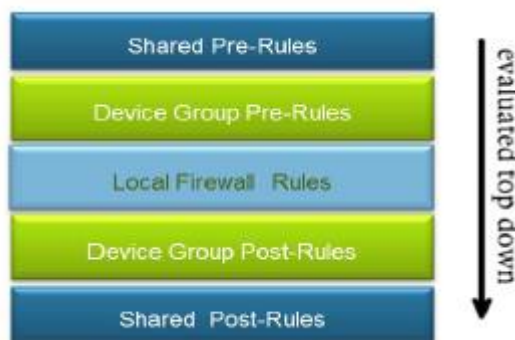 Shared Pre-Rules
Device Group Pre-Rules
Local Firewall Rules
Device Group Post-Rules
Shared Post-Rules
evaluated top down